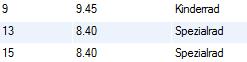 9 9.45 Kinderrad
13 8.40 Spezialrad
15 8.40 Spezialrad